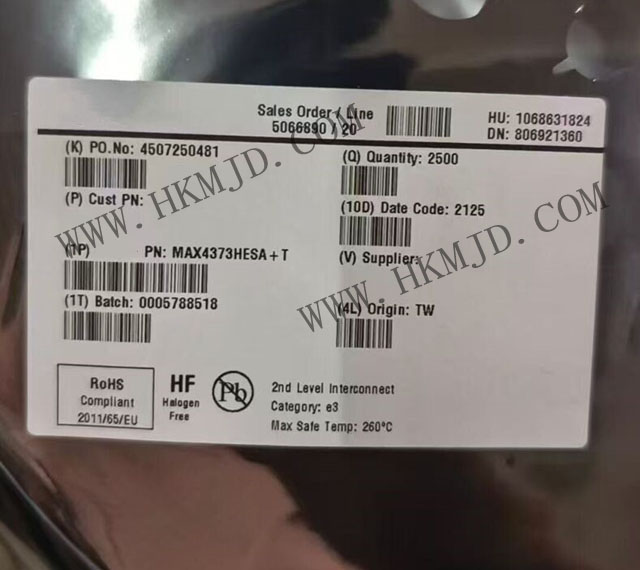 Sales Order / Line
5066890 / 20
HU: 1068631824
DN: 806921360
(K) PO.No: 4507250481
(Q) Quantity: 2500
(P) Cust PN:
(10D) Date Code: 2125
(1P) PN: MAX4373HESA+T
(V) Supplier:
(1T) Batch: 0005788518
(4L) Origin: TW
RoHS
Compliant
2011/65/EU
HF
Halogen
Free
Pb
2nd Level Interconnect
Category: e3
Max Safe Temp: 260°C
WWW.HKMJD.COM
WWW.HKMJD.COM